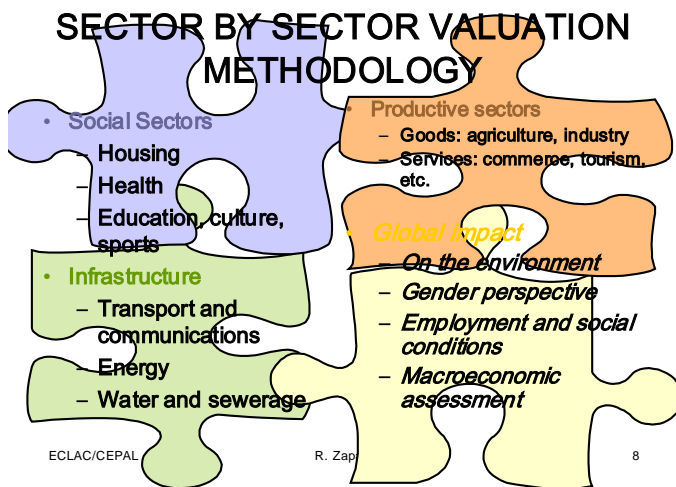 SECTOR BY SECTOR VALUATION
METHODOLOGY
• Social Sectors
– Housing
– Health
– Education, culture,
sports
• Infrastructure
– Transport and
communications
– Energy
– Water and sewerage
• Productive sectors
– Goods: agriculture, industry
– Services: commerce, tourism,
etc.
• Global impact
– On the environment
– Gender perspective
– Employment and social
conditions
– Macroeconomic
assessment
ECLAC/CEPAL
R. Zap
8